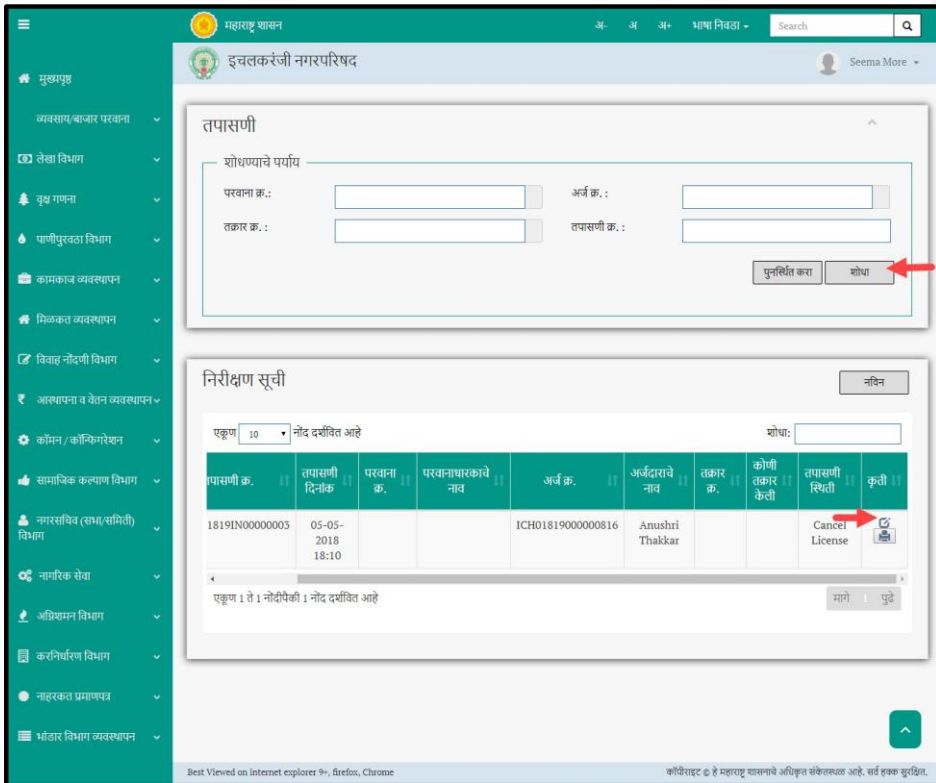 महाराष्ट्र शासन अ- अ अ+ भाषा निवडा Search
इचलकरंजी नगरपरिषद Seema More
मुख्यपृष्ठ
व्यवसाय/बाजार परवाना
लेखा विभाग
वृक्ष गणना
पाणीपुरवठा विभाग
कामकाज व्यवस्थापन
मिळकत व्यवस्थापन
विवाह नोंदणी विभाग
आस्थापना व वेतन व्यवस्थापन
कॉमन / कॉन्फिगरेशन
सामाजिक कल्याण विभाग
नगरसचिव (सभा/समिती)
विभाग
नागरिक सेवा
अग्निशमन विभाग
करनिर्धारण विभाग
नाहरकत प्रमाणपत्र
भांडार विभाग व्यवस्थापन
तपासणी
शोधण्याचे पर्याय
परवाना क्र.: अर्ज क्र. :
तक्रार क्र. : तपासणी क्र. :
पुनर्स्थित करा शोधा
निरीक्षण सूची नविन
एकूण 10 नोंद दर्शवित आहे शोधा:
कोणी
तपासणी परवाना परवानाधारकाचे अर्जदाराचे तक्रार तक्रार तपासणी
पासणी क्र. दिनांक क्र. नाव अर्ज क्र. नाव क्र. केली स्थिती कृती
1819IN00000003 05-05- ICH01819000000816 Anushri Cancel
2018 Thakkar License
18:10
एकूण 1 ते 1 नोंदीपैकी 1 नोंद दर्शवित आहे मागे 1 पुढे
Best Viewed on internet explorer 9+, firefox, Chrome कॉपीराइट © हे महाराष्ट्र शासनाचे अधिकृत संकेतस्थळ आहे. सर्व हक्क सुरक्षित.